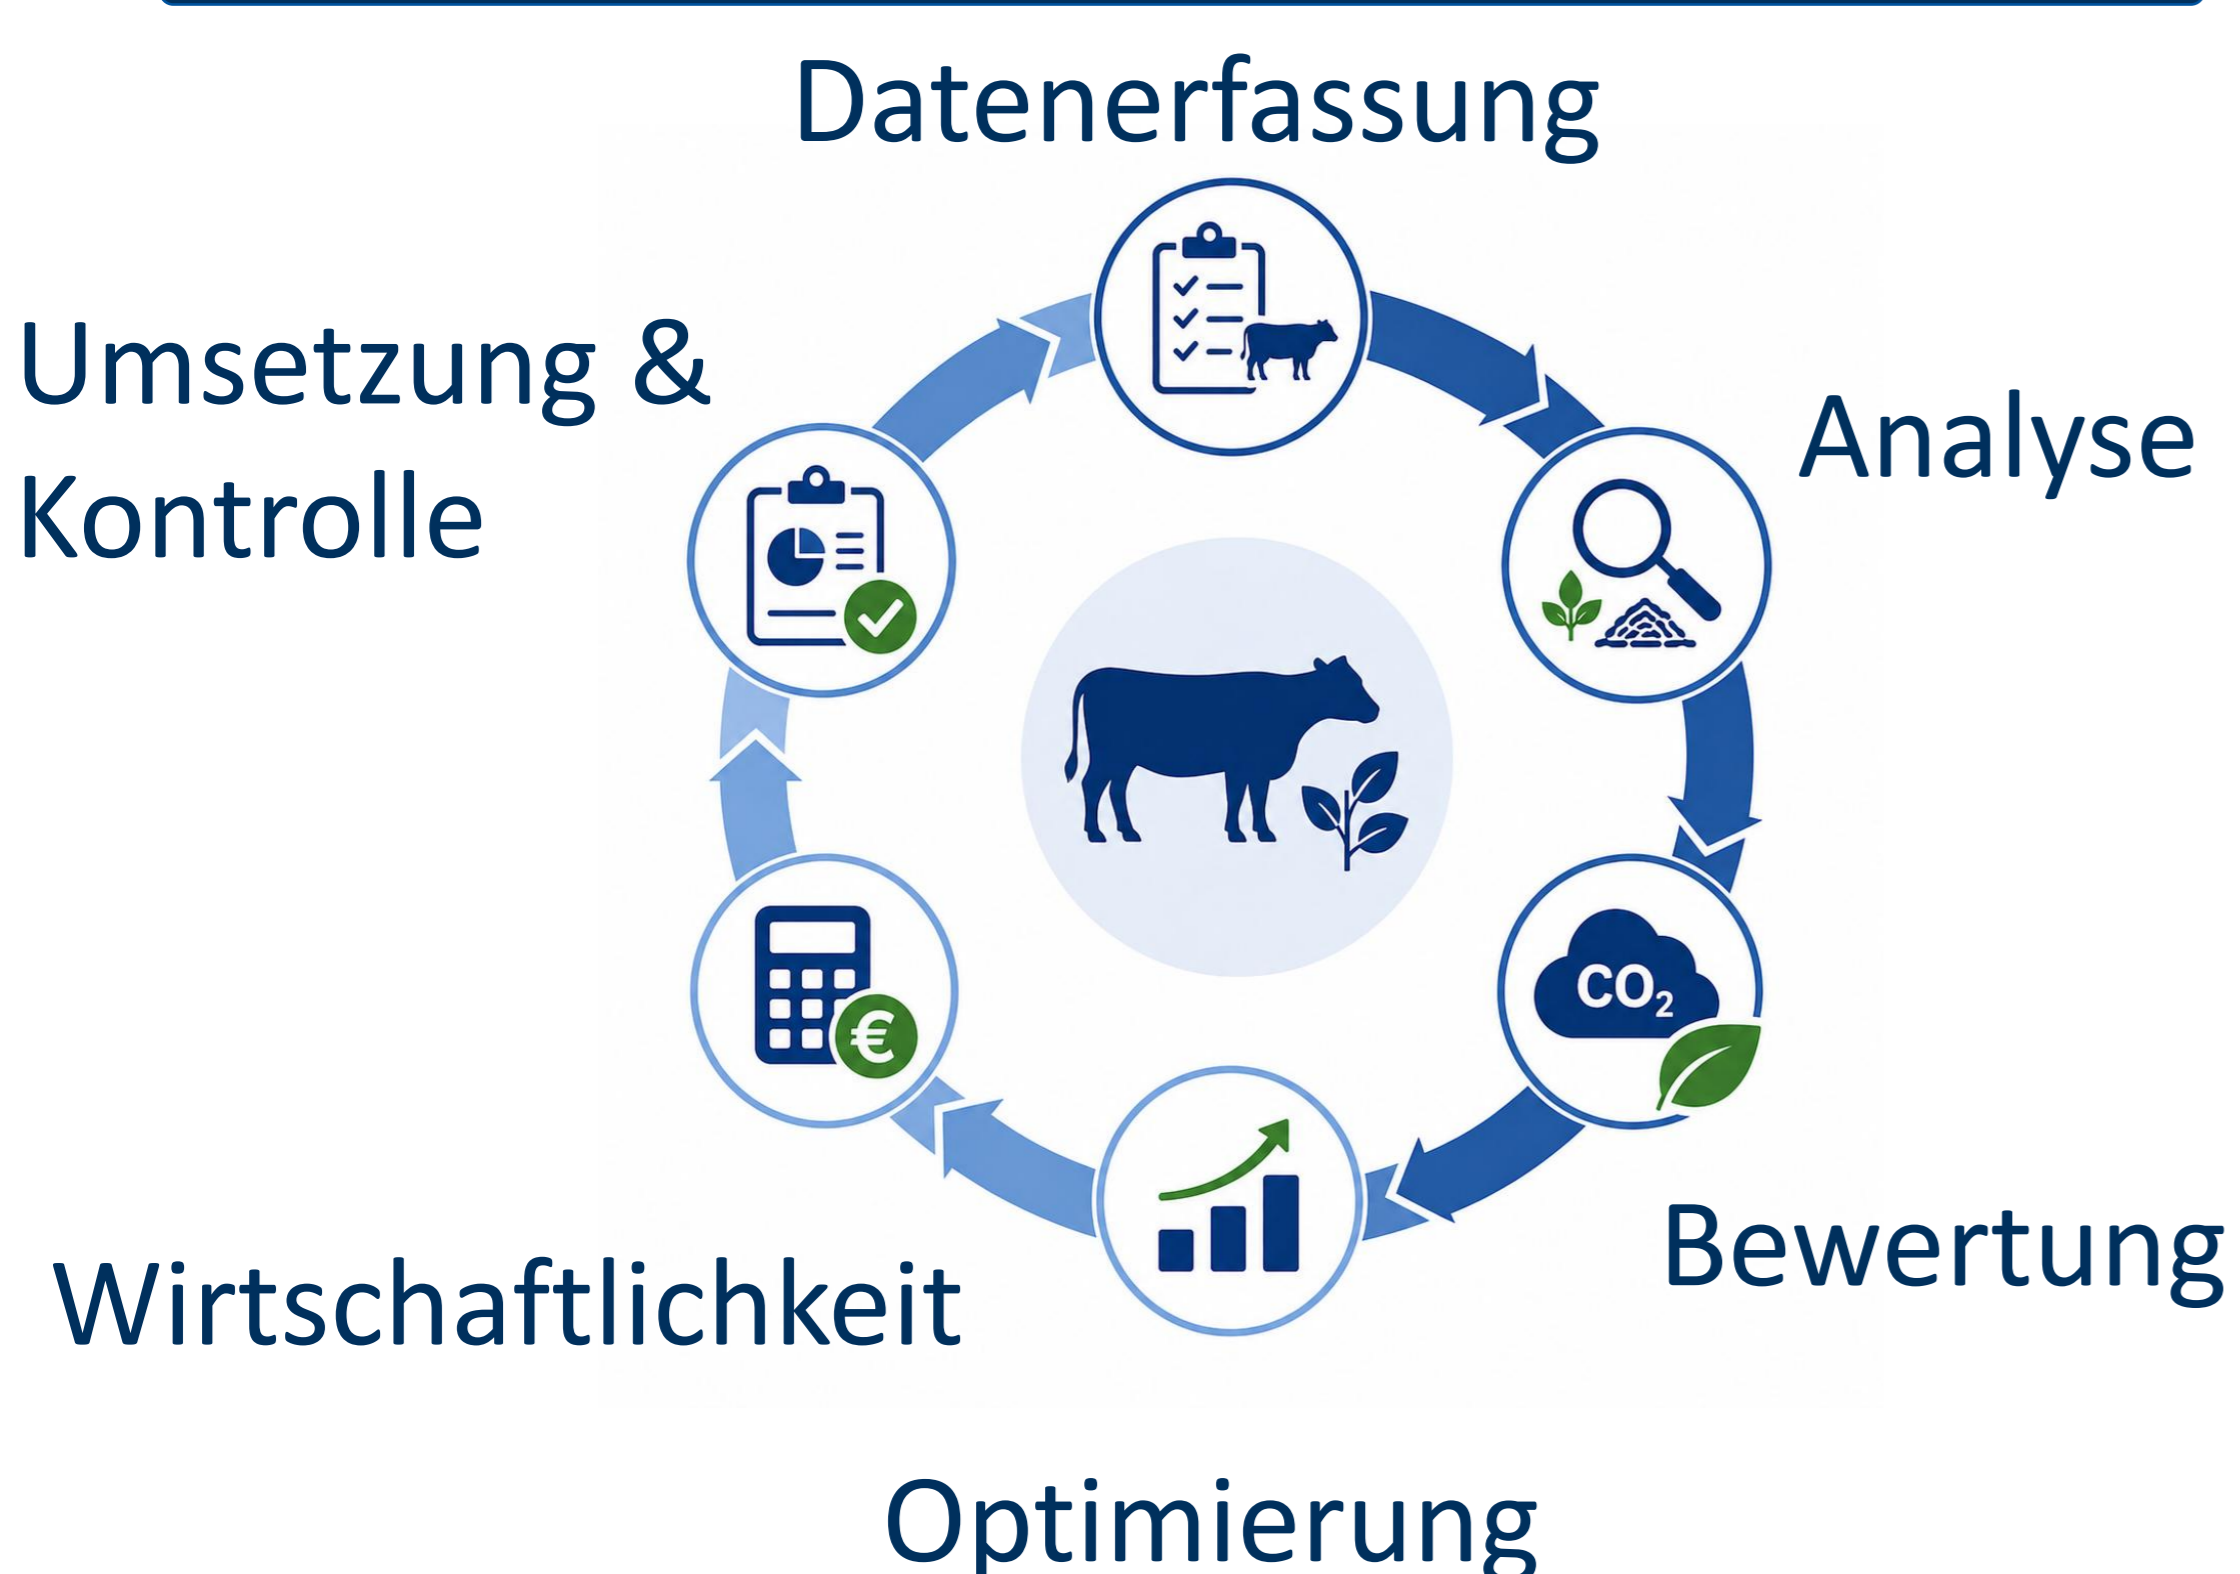 Datenerfassung
Umsetzung &
Kontrolle
Analyse
CO₂
€
Bewertung
Wirtschaftlichkeit
Optimierung